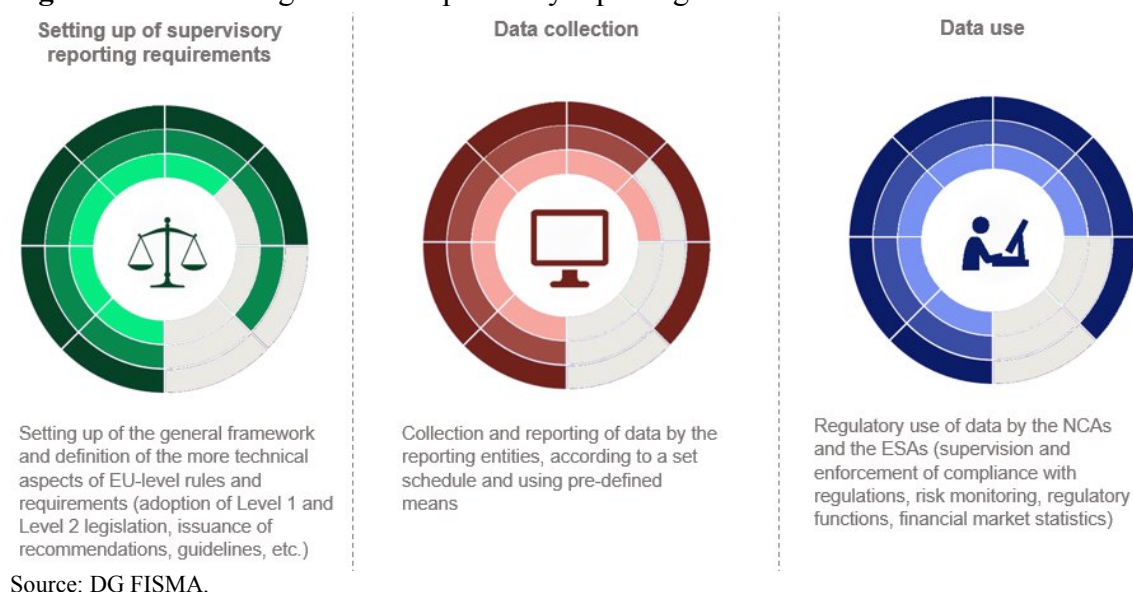 Setting up of supervisory
reporting requirements
Data collection
Data use
Setting up of the general framework
and definition of the more technical
aspects of EU-level rules and
requirements (adoption of Level 1 and
Level 2 legislation, issuance of
recommendations, guidelines, etc.)
Collection and reporting of data by the
reporting entities, according to a set
schedule and using pre-defined
means
Regulatory use of data by the NCAs
and the ESAs (supervision and
enforcement of compliance with
regulations, risk monitoring, regulatory
functions, financial market statistics)
Source: DG FISMA.